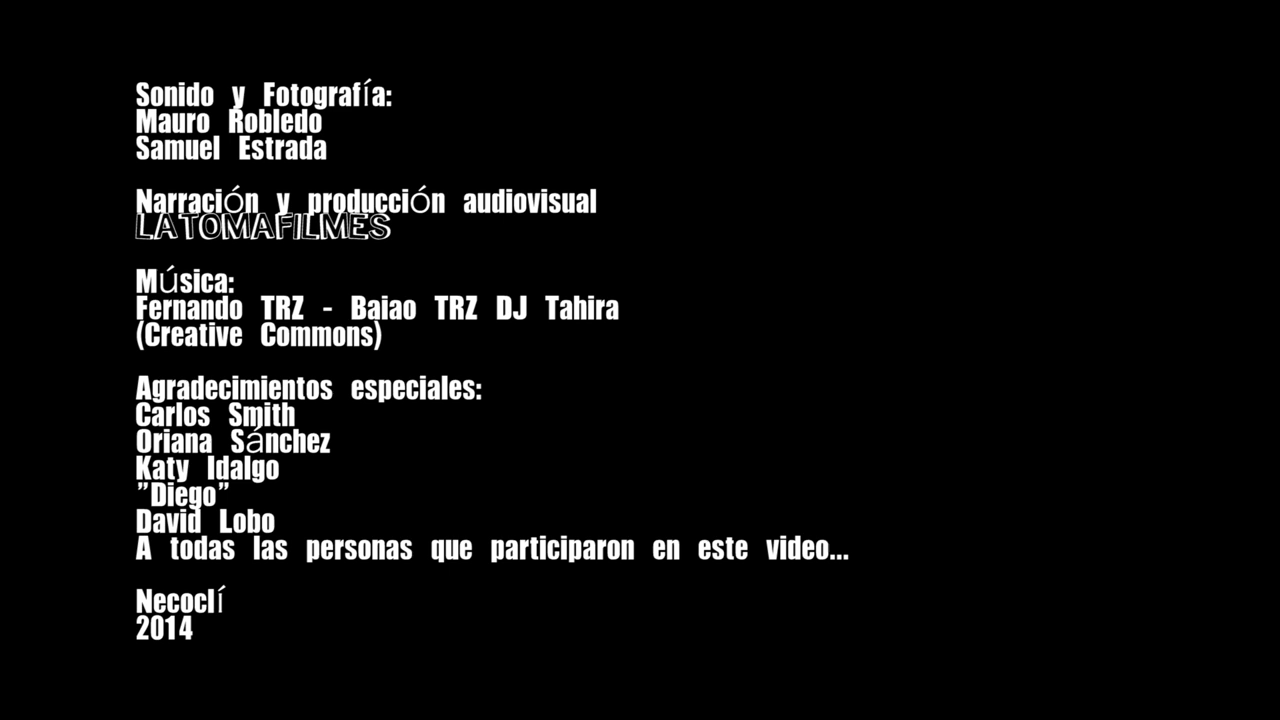 Sonido y Fotografía:
Mauro Robledo
Samuel Estrada
Narración y producción audiovisual
LATOMAFILMES
Música:
Fernando TRZ - Baiao TRZ DJ Tahira
(Creative Commons)
Agradecimientos especiales:
Carlos Smith
Oriana Sánchez
Katy Idalgo
"Diego"
David Lobo
A todas las personas que participaron en este video...
Necoclí
2014